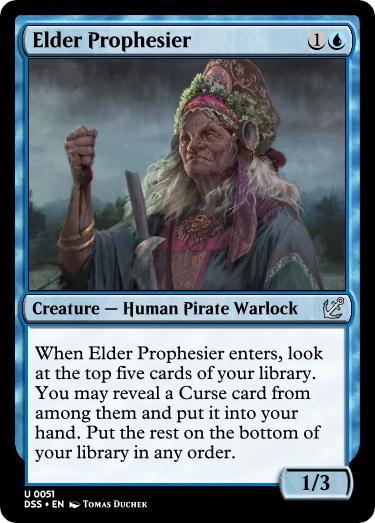 Elder Prophesier 1
Creature — Human Pirate Warlock
When Elder Prophesier enters, look
at the top five cards of your library.
You may reveal a Curse card from
among them and put it into your
hand. Put the rest on the bottom of
your library in any order.
1/3
U 0051
DSS • EN Tomas Duchek